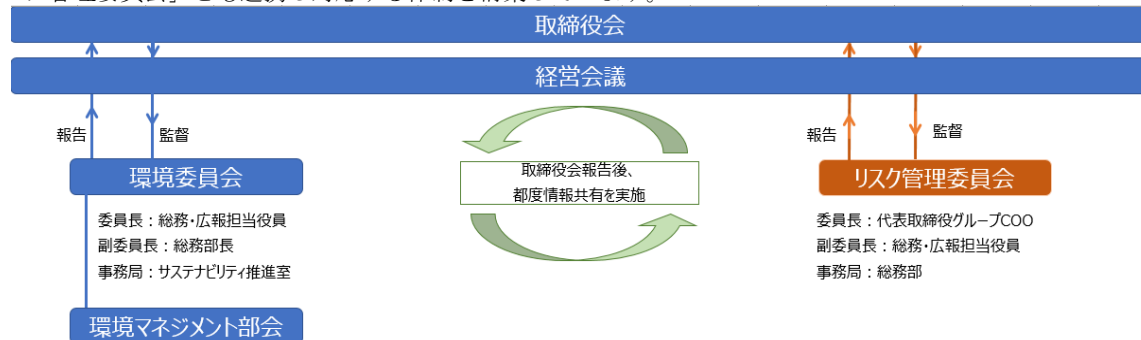 取締役会
経営会議
報告
監督
環境委員会
委員長：総務・広報担当役員
副委員長：総務部長
事務局：サステナビリティ推進室
環境マネジメント部会
取締役会報告後、
都度情報共有を実施
報告
監督
リスク管理委員会
委員長：代表取締役グループCOO
副委員長：総務・広報担当役員
事務局：総務部